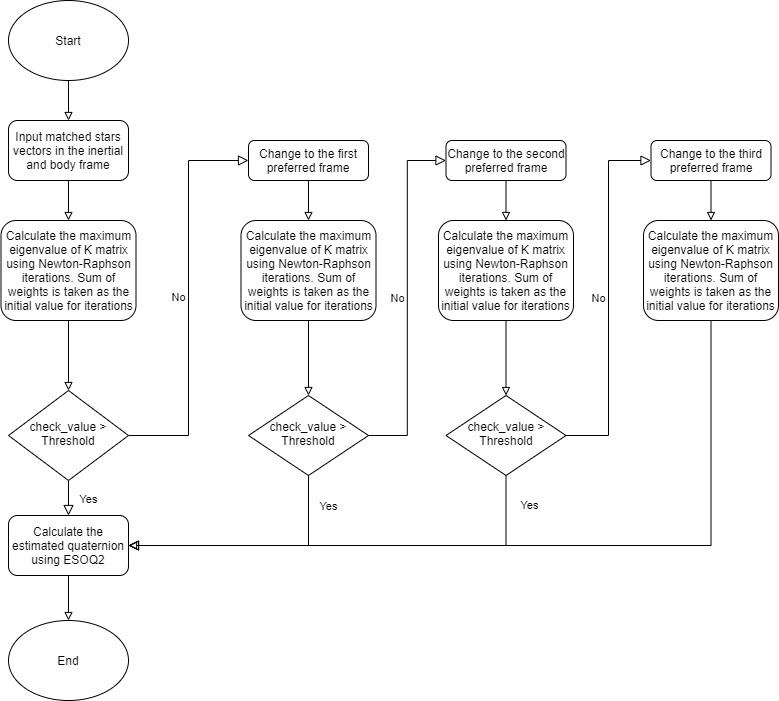 Start
Input matched stars
vectors in the inertial
and body frame
Calculate the maximum
eigenvalue of K matrix
using Newton-Raphson
iterations. Sum of
weights is taken as the
initial value for iterations
check_value >
Threshold
No
Yes
Change to the first
preferred frame
Calculate the maximum
eigenvalue of K matrix
using Newton-Raphson
iterations. Sum of
weights is taken as the
initial value for iterations
check_value >
Threshold
No
Yes
Change to the second
preferred frame
Calculate the maximum
eigenvalue of K matrix
using Newton-Raphson
iterations. Sum of
weights is taken as the
initial value for iterations
check_value >
Threshold
No
Yes
Change to the third
preferred frame
Calculate the maximum
eigenvalue of K matrix
using Newton-Raphson
iterations. Sum of
weights is taken as the
initial value for iterations
Calculate the
estimated quaternion
using ESOQ2
End